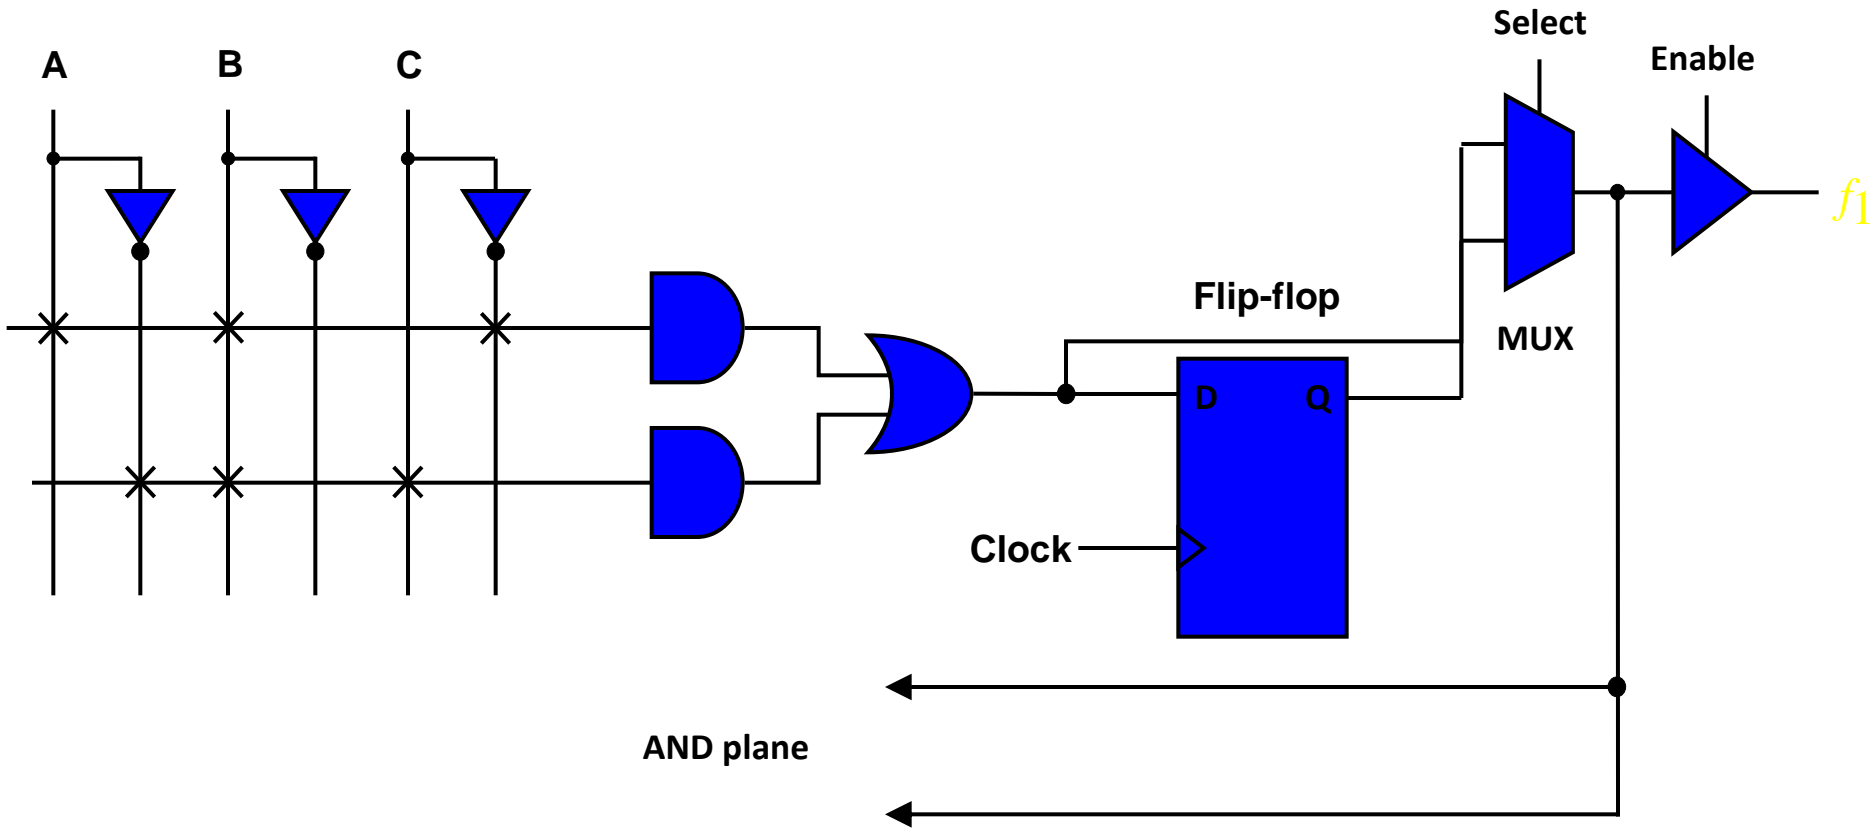 Select
Enable
A
B
C
f1
Flip-flop
MUX
D
Q
Clock
AND plane